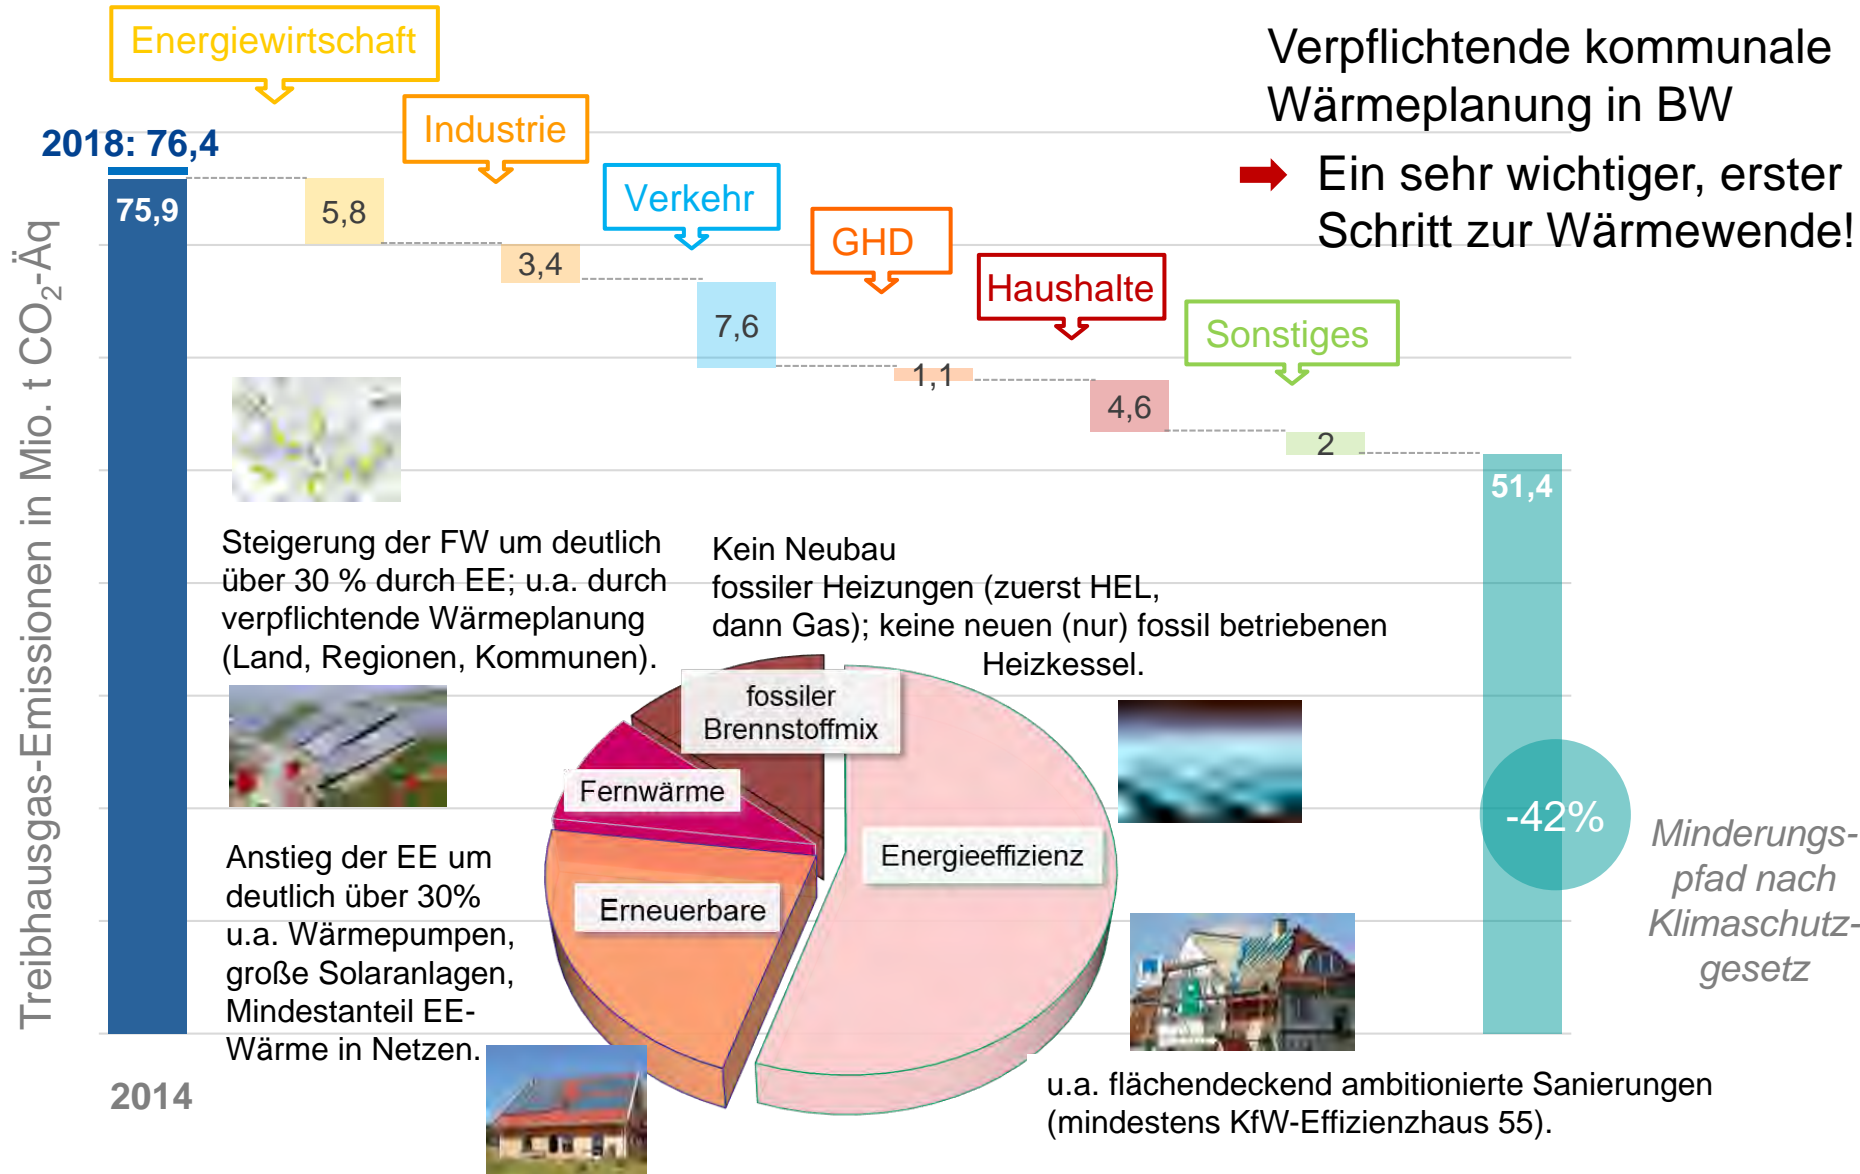 Energiewirtschaft
Verpflichtende kommunale
Wärmeplanung in BW
Ein sehr wichtiger, erster
Schritt zur Wärmewende!
Industrie
Verkehr
GHD
Haushalte
Sonstiges
2018: 76,4
75,9
5,8
3,4
7,6
1,1
4,6
2
51,4
Treibhausgas-Emissionen in Mio. t CO₂-Äq
Steigerung der FW um deutlich
über 30 % durch EE; u.a. durch
verpflichtende Wärmeplanung
(Land, Regionen, Kommunen).
Kein Neubau
fossiler Heizungen (zuerst HEL,
dann Gas); keine neuen (nur) fossil betriebenen
Heizkessel.
fossiler
Brennstoffmix
Fernwärme
Energieeffizienz
Erneuerbare
Anstieg der EE um
deutlich über 30%
u.a. Wärmepumpen,
große Solaranlagen,
Mindestanteil EE-
Wärme in Netzen.
-42%
Minderungs-
pfad nach
Klimaschutz-
gesetz
2014
u.a. flächendeckend ambitionierte Sanierungen
(mindestens KfW-Effizienzhaus 55).